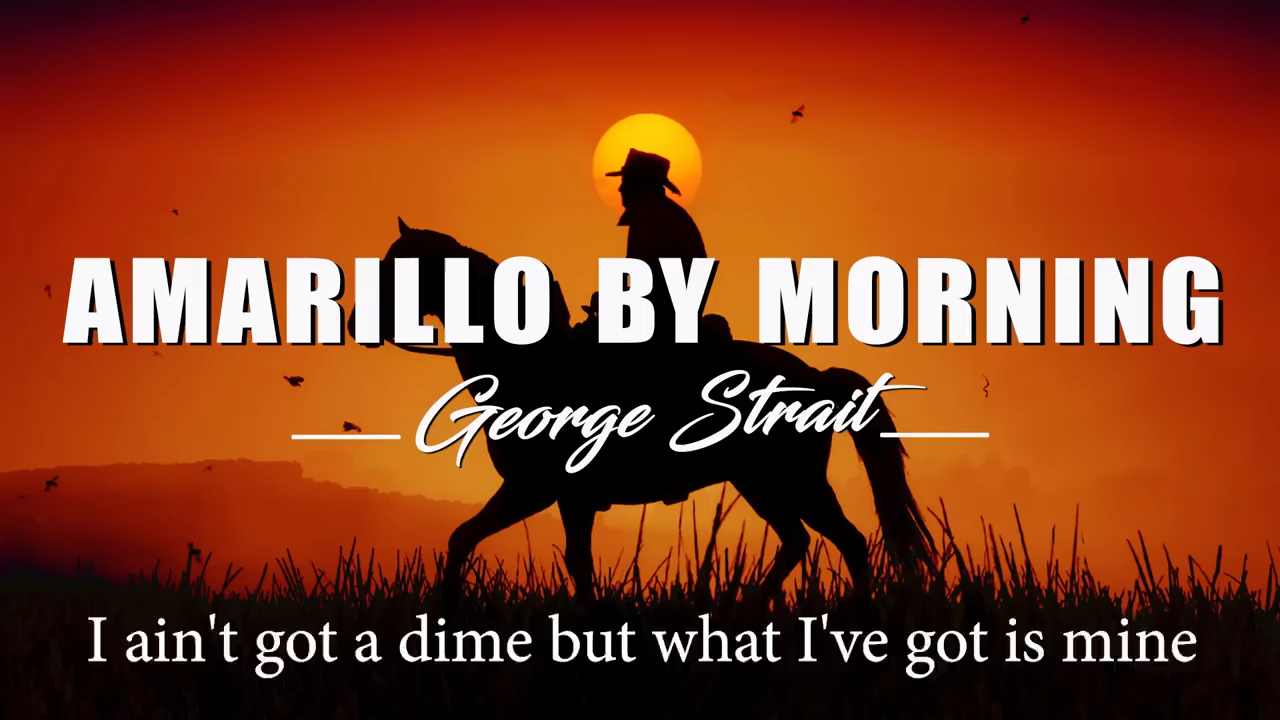 AMARILLO BY MORNING
George Strait
I ain't got a dime but what I've got is mine